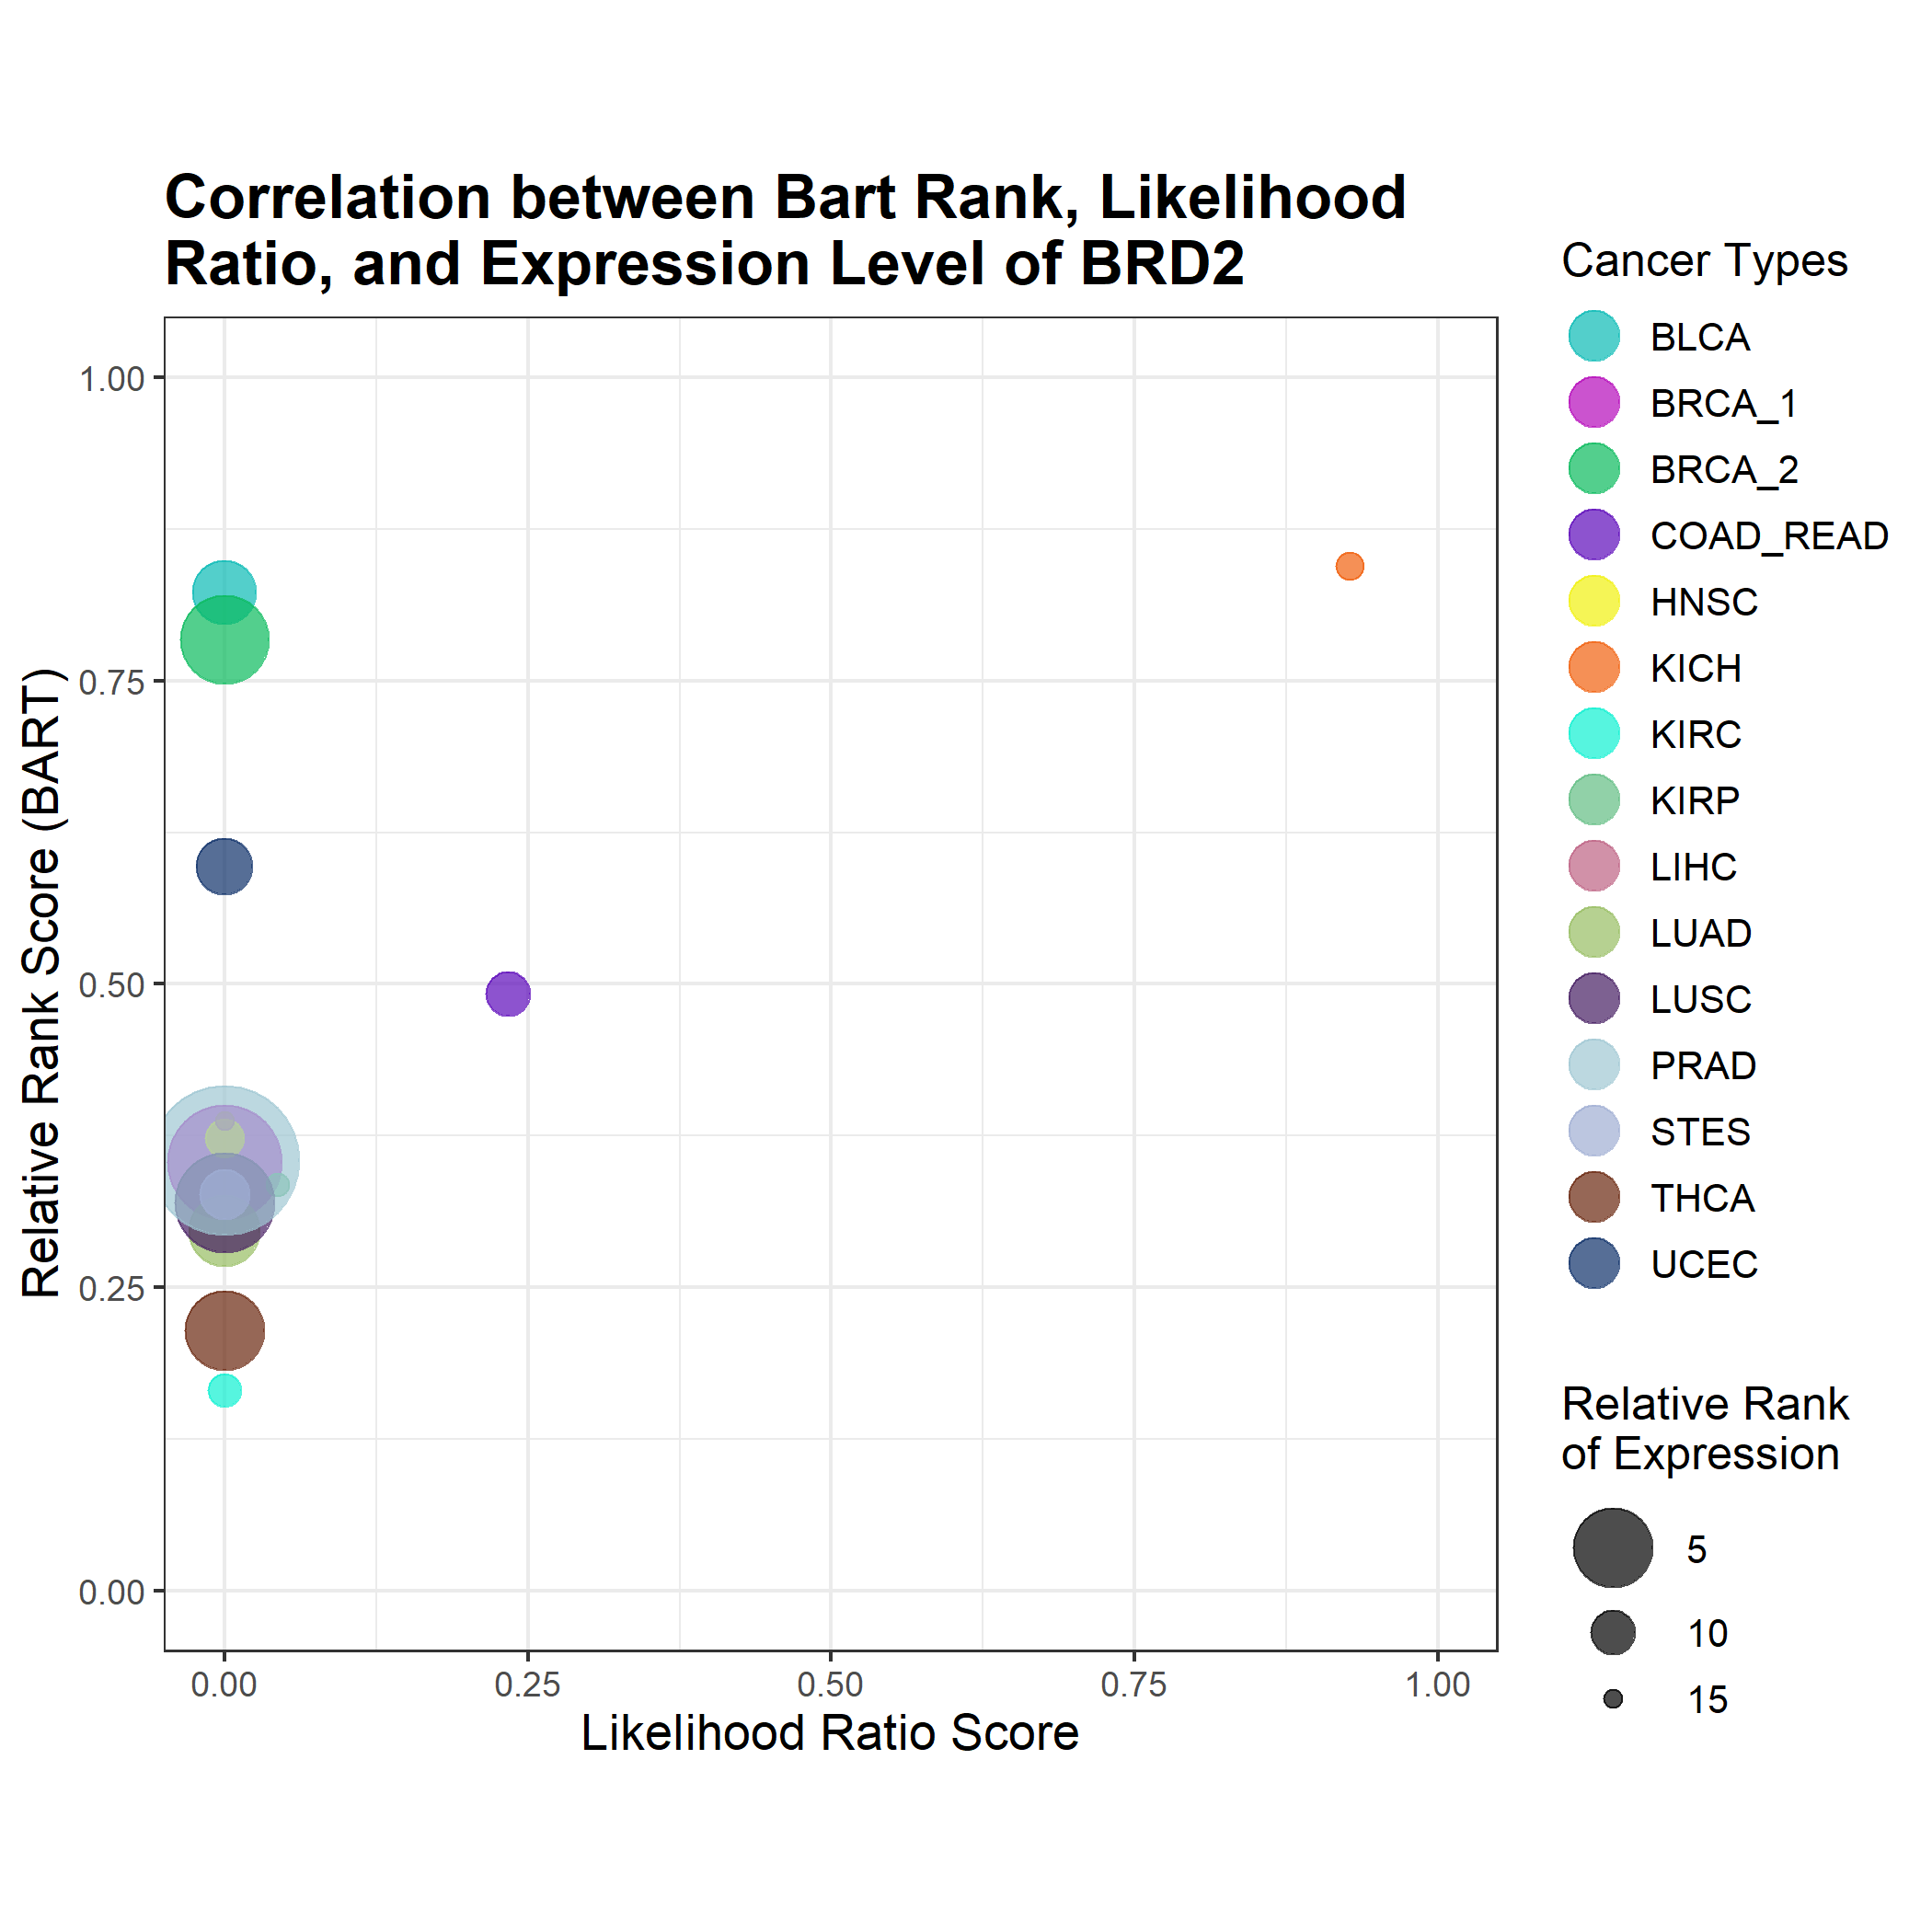 Correlation between Bart Rank, Likelihood
Ratio, and Expression Level of BRD2
Relative Rank Score (BART)
1.00
0.75
0.50
0.25
0.00
0.00
0.25
0.50
0.75
1.00
Likelihood Ratio Score
Cancer Types
BLCA
BRCA_1
BRCA_2
COAD_READ
HNSC
KICH
KIRC
KIRP
LIHC
LUAD
LUSC
PRAD
STES
THCA
UCEC
Relative Rank
of Expression
5
10
15